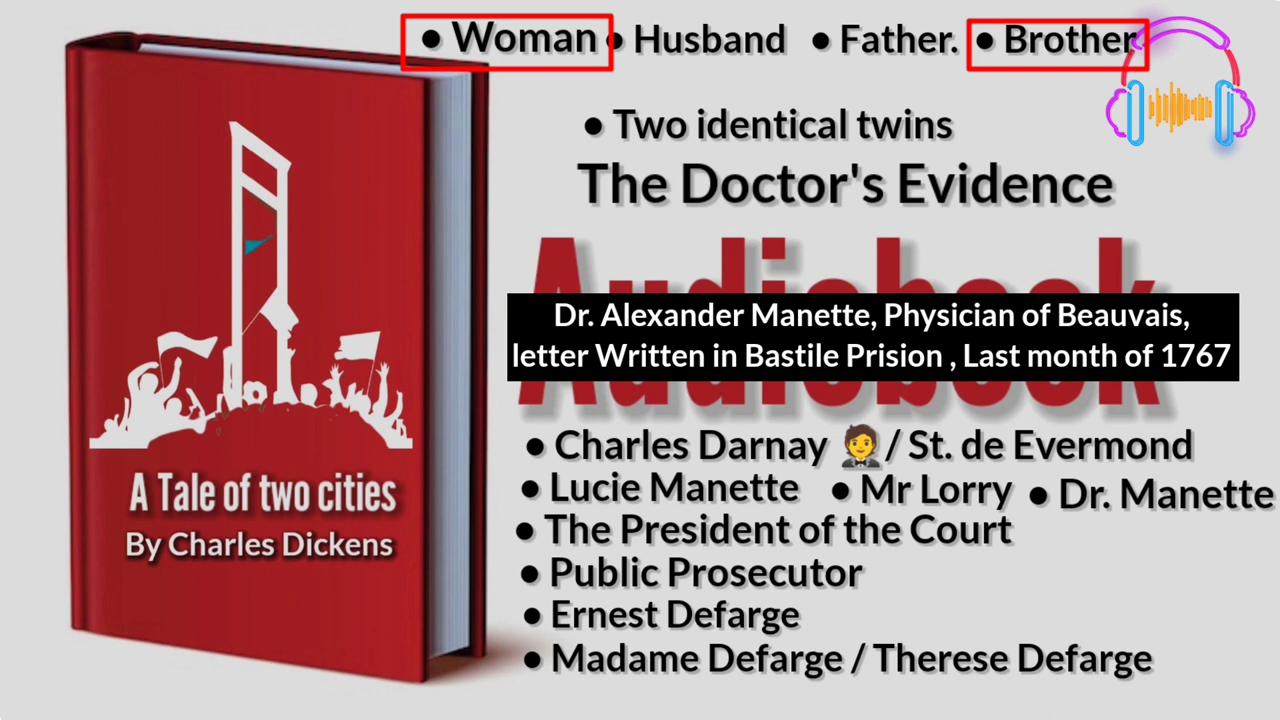 • Woman • Husband • Father. • Brother
• Two identical twins
The Doctor's Evidence
Audiobook
Dr. Alexander Manette, Physician of Beauvais,
letter Written in Bastile Prision , Last month of 1767
• Charles Darnay 🤵/ St. de Evermond
• Lucie Manette • Mr Lorry • Dr. Manette
• The President of the Court
• Public Prosecutor
• Ernest Defarge
• Madame Defarge / Therese Defarge
A Tale of two cities
By Charles Dickens